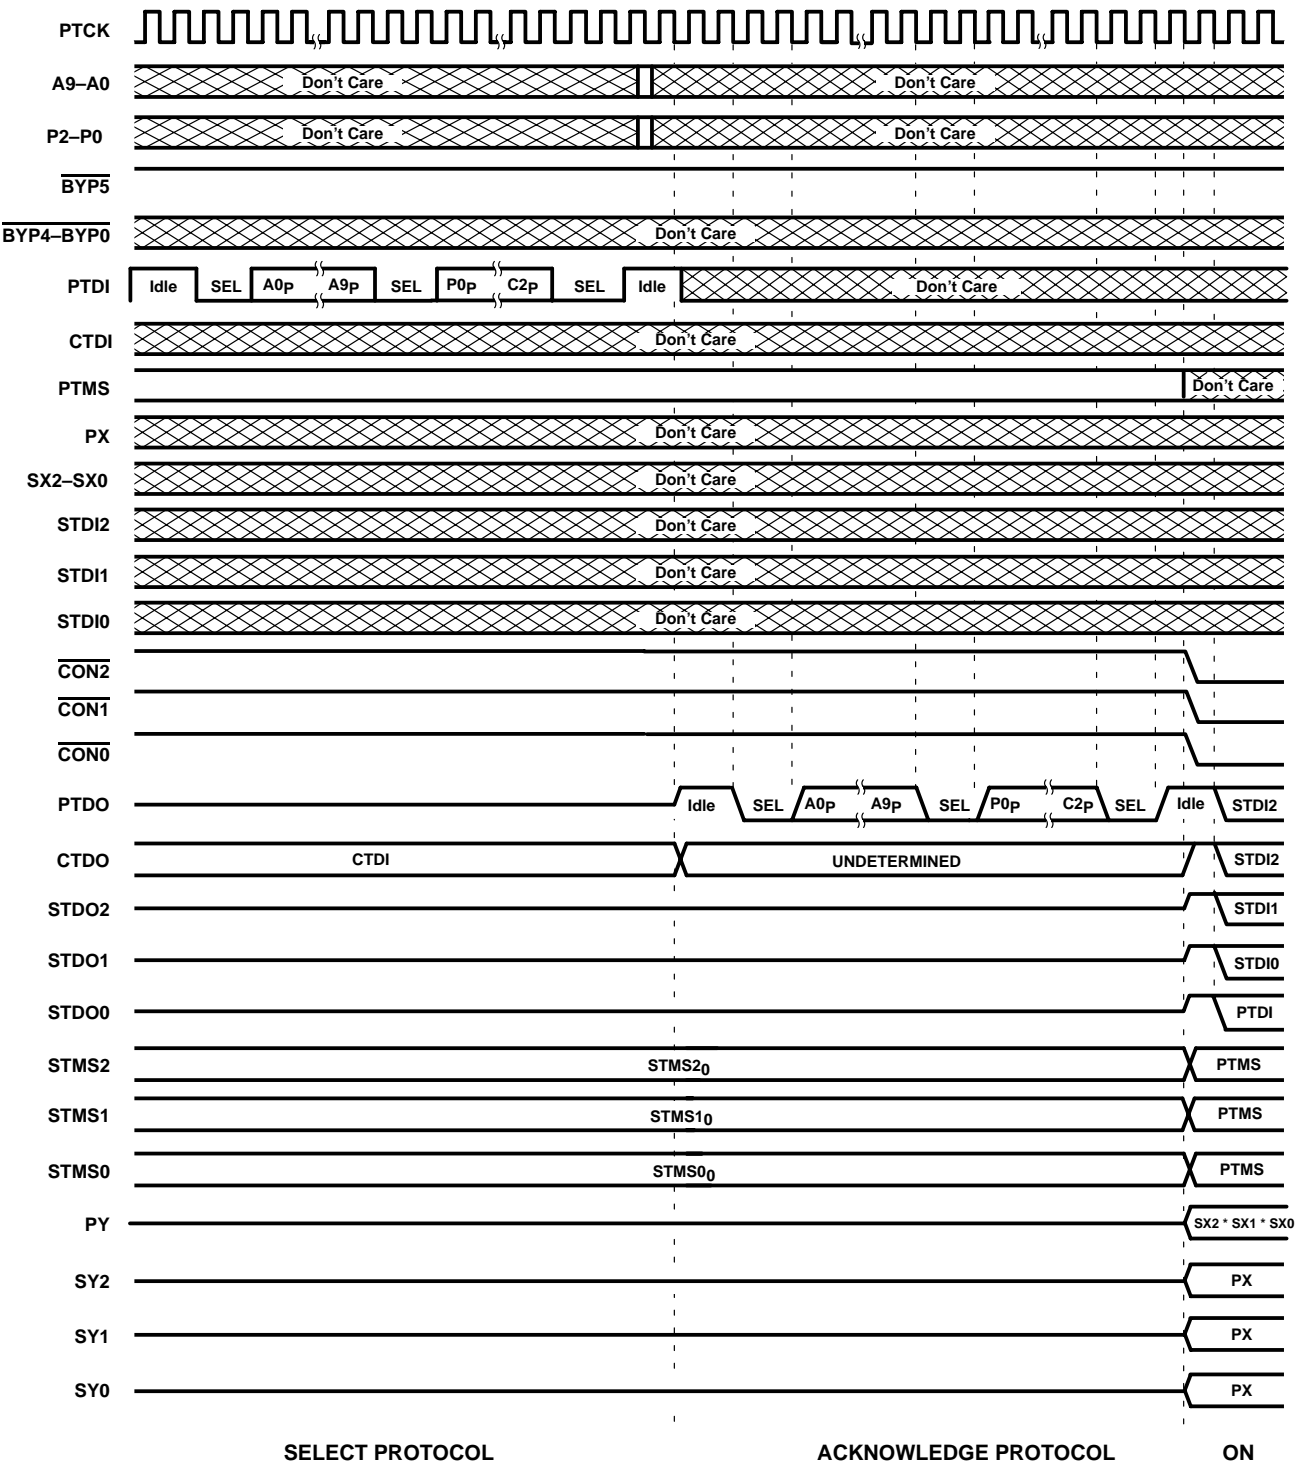 PTCK
A9–A0 Don't Care Don't Care
P2–P0 Don't Care Don't Care
BYP5
BYP4–BYP0 Don't Care
PTDI Idle SEL A0P A9P SEL P0P C2P SEL Idle Don't Care
CTDI Don't Care
PTMS Don't Care
PX Don't Care
SX2–SX0 Don't Care
STDI2 Don't Care
STDI1 Don't Care
STDI0 Don't Care
CON2
CON1
CON0
PTDO Idle SEL A0P A9P SEL P0P C2P SEL Idle STDI2
CTDO CTDI UNDETERMINED STDI2
STDO2 STDI1
STDO1 STDI0
STDO0 PTDI
STMS2 STMS20 PTMS
STMS1 STMS10 PTMS
STMS0 STMS00 PTMS
PY SX2 * SX1 * SX0
SY2 PX
SY1 PX
SY0 PX
SELECT PROTOCOL ACKNOWLEDGE PROTOCOL ON